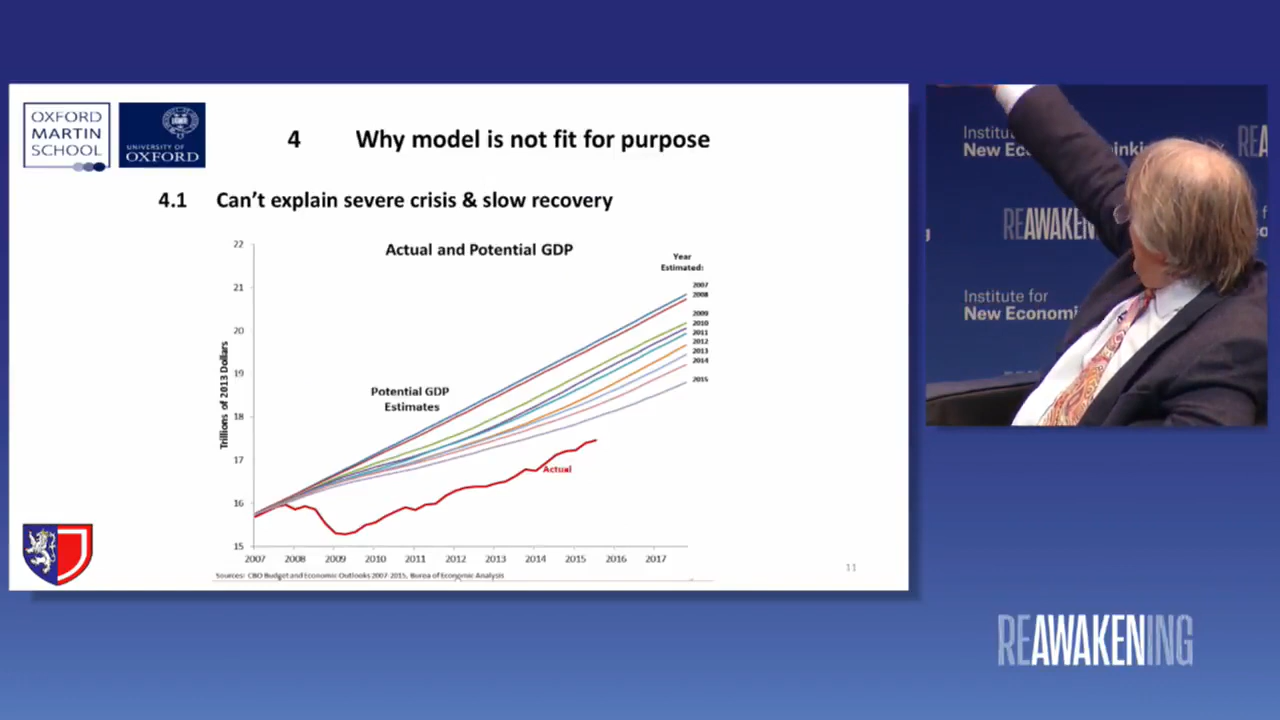 OXFORD
MARTIN
SCHOOL
UNIVERSITY OF
OXFORD
4 Why model is not fit for purpose
4.1 Can't explain severe crisis & slow recovery
Actual and Potential GDP
Year
Estimated:
2007
2008
2009
2010
2011
2012
2013
2014
2015
22
21
20
19
18
17
16
15
Trillions of 2013 Dollars
Potential GDP
Estimates
Actual
2007 2008 2009 2010 2011 2012 2013 2014 2015 2016 2017
Sources: CBO Budget and Economic Outlooks 2007-2015, Bureau of Economic Analysis
11
Institute
New Eco
REAWAKEN
Institute for
New Economi
REAWAKENING